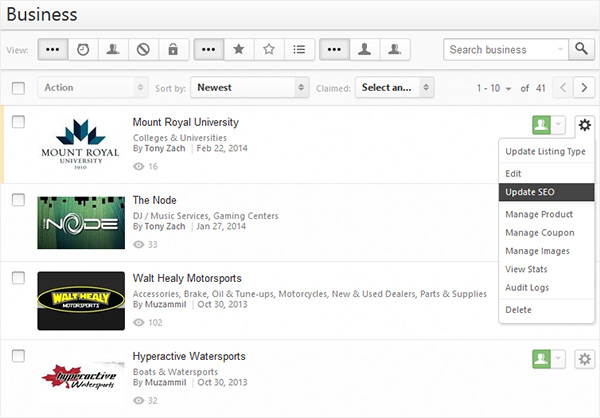 Business
View:
Search business
Action
Sort by: Newest
Claimed: Select an...
1 - 10 of 41
Mount Royal University
Colleges & Universities
By Tony Zach | Feb 22, 2014
16
MOUNT ROYAL
UNIVERSITY
1910
Update Listing Type
Edit
Update SEO
Manage Product
Manage Coupon
Manage Images
View Stats
Audit Logs
Delete
The Node
DJ / Music Services, Gaming Centers
By Tony Zach | Jan 27, 2014
33
THE NODE
Walt Healy Motorsports
Accessories, Brake, Oil & Tune-ups, Motorcycles, New & Used Dealers, Parts & Supplies
By Muzammil | Oct 30, 2013
102
WALT HEALY
MOTORSPORTS
Hyperactive Watersports
Boats & Watersports
By Muzammil | Oct 30, 2013
32
hyperactive
Watersports